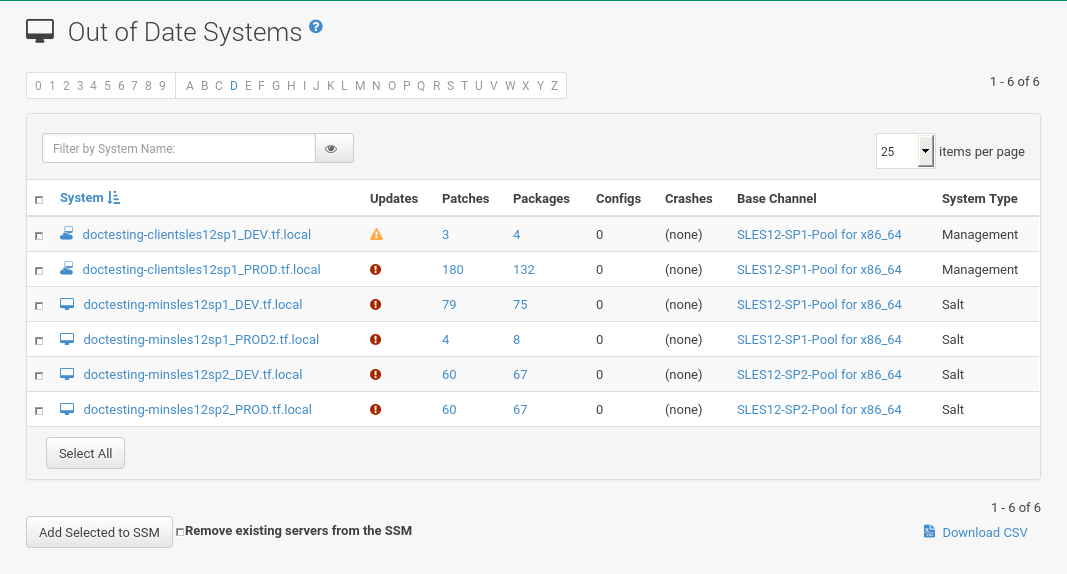 Out of Date Systems ?
0 1 2 3 4 5 6 7 8 9 A B C D E F G H I J K L M N O P Q R S T U V W X Y Z
1 - 6 of 6
Filter by System Name:
25 items per page
System Updates Patches Packages Configs Crashes Base Channel System Type
doctesting-clientsles12sp1_DEV.tf.local 3 4 0 (none) SLES12-SP1-Pool for x86_64 Management
doctesting-clientsles12sp1_PROD.tf.local 180 132 0 (none) SLES12-SP1-Pool for x86_64 Management
doctesting-minsles12sp1_DEV.tf.local 79 75 0 (none) SLES12-SP1-Pool for x86_64 Salt
doctesting-minsles12sp1_PROD2.tf.local 4 8 0 (none) SLES12-SP1-Pool for x86_64 Salt
doctesting-minsles12sp2_DEV.tf.local 60 67 0 (none) SLES12-SP2-Pool for x86_64 Salt
doctesting-minsles12sp2_PROD.tf.local 60 67 0 (none) SLES12-SP2-Pool for x86_64 Salt
Select All
1 - 6 of 6
Add Selected to SSM Remove existing servers from the SSM
Download CSV